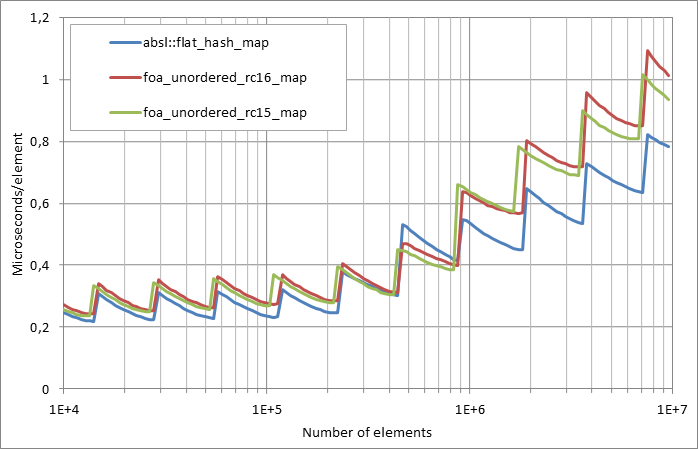 1,2
1
0,8
0,6
0,4
0,2
0
Microseconds/element
absl::flat_hash_map
foa_unordered_rc16_map
foa_unordered_rc15_map
1E+4
1E+5
1E+6
1E+7
Number of elements